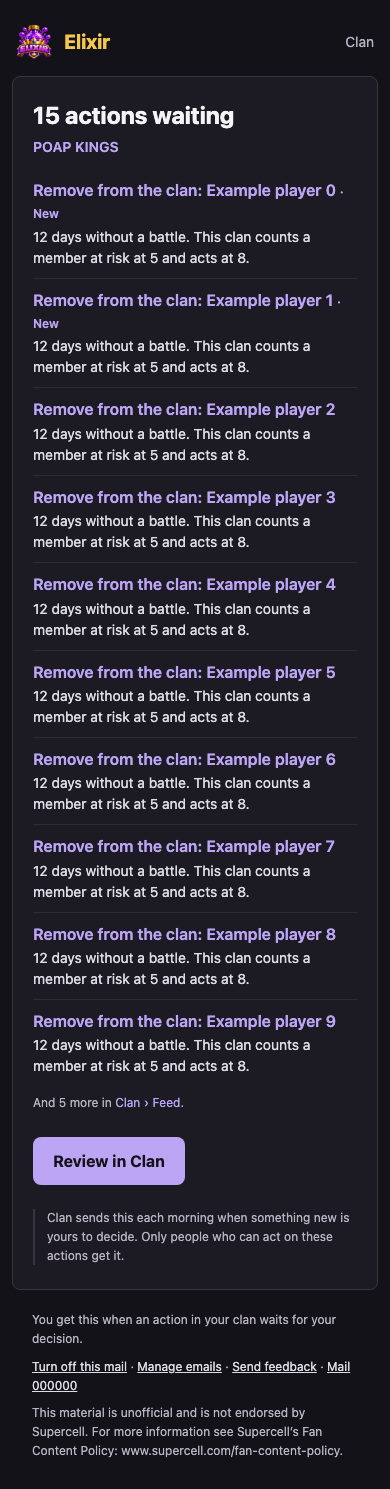 ELIXIR
Elixir
Clan
15 actions waiting
POAP KINGS
Remove from the clan: Example player 0 ·
New
12 days without a battle. This clan counts a
member at risk at 5 and acts at 8.
Remove from the clan: Example player 1 ·
New
12 days without a battle. This clan counts a
member at risk at 5 and acts at 8.
Remove from the clan: Example player 2
12 days without a battle. This clan counts a
member at risk at 5 and acts at 8.
Remove from the clan: Example player 3
12 days without a battle. This clan counts a
member at risk at 5 and acts at 8.
Remove from the clan: Example player 4
12 days without a battle. This clan counts a
member at risk at 5 and acts at 8.
Remove from the clan: Example player 5
12 days without a battle. This clan counts a
member at risk at 5 and acts at 8.
Remove from the clan: Example player 6
12 days without a battle. This clan counts a
member at risk at 5 and acts at 8.
Remove from the clan: Example player 7
12 days without a battle. This clan counts a
member at risk at 5 and acts at 8.
Remove from the clan: Example player 8
12 days without a battle. This clan counts a
member at risk at 5 and acts at 8.
Remove from the clan: Example player 9
12 days without a battle. This clan counts a
member at risk at 5 and acts at 8.
And 5 more in Clan › Feed.
Review in Clan
Clan sends this each morning when something new is
yours to decide. Only people who can act on these
actions get it.
You get this when an action in your clan waits for your
decision.
Turn off this mail · Manage emails · Send feedback · Mail
000000
This material is unofficial and is not endorsed by
Supercell. For more information see Supercell's Fan
Content Policy: www.supercell.com/fan-content-policy.